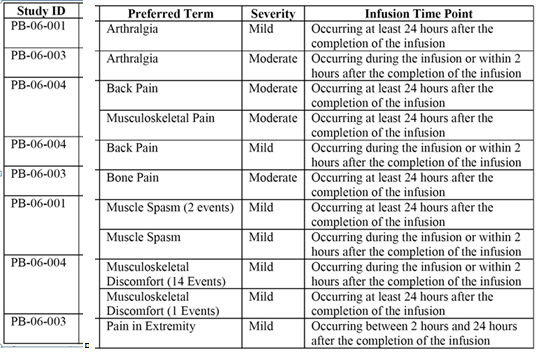 Study ID Preferred Term Severity Infusion Time Point
PB-06-001 Arthralgia Mild Occurring at least 24 hours after the
completion of the infusion
PB-06-003 Arthralgia Moderate Occurring during the infusion or within 2
hours after the completion of the infusion
PB-06-004 Back Pain Moderate Occurring at least 24 hours after the
completion of the infusion
Musculoskeletal Pain Moderate Occurring at least 24 hours after the
completion of the infusion
PB-06-004 Back Pain Mild Occurring during the infusion or within 2
hours after the completion of the infusion
PB-06-003 Bone Pain Moderate Occurring at least 24 hours after the
completion of the infusion
PB-06-001 Muscle Spasm (2 events) Mild Occurring at least 24 hours after the
completion of the infusion
Muscle Spasm Mild Occurring during the infusion or within 2
hours after the completion of the infusion
PB-06-004 Musculoskeletal Mild Occurring during the infusion or within 2
Discomfort (14 Events) hours after the completion of the infusion
Musculoskeletal Mild Occurring at least 24 hours after the
Discomfort (1 Events) completion of the infusion
PB-06-003 Pain in Extremity Mild Occurring between 2 hours and 24 hours
after the completion of the infusion